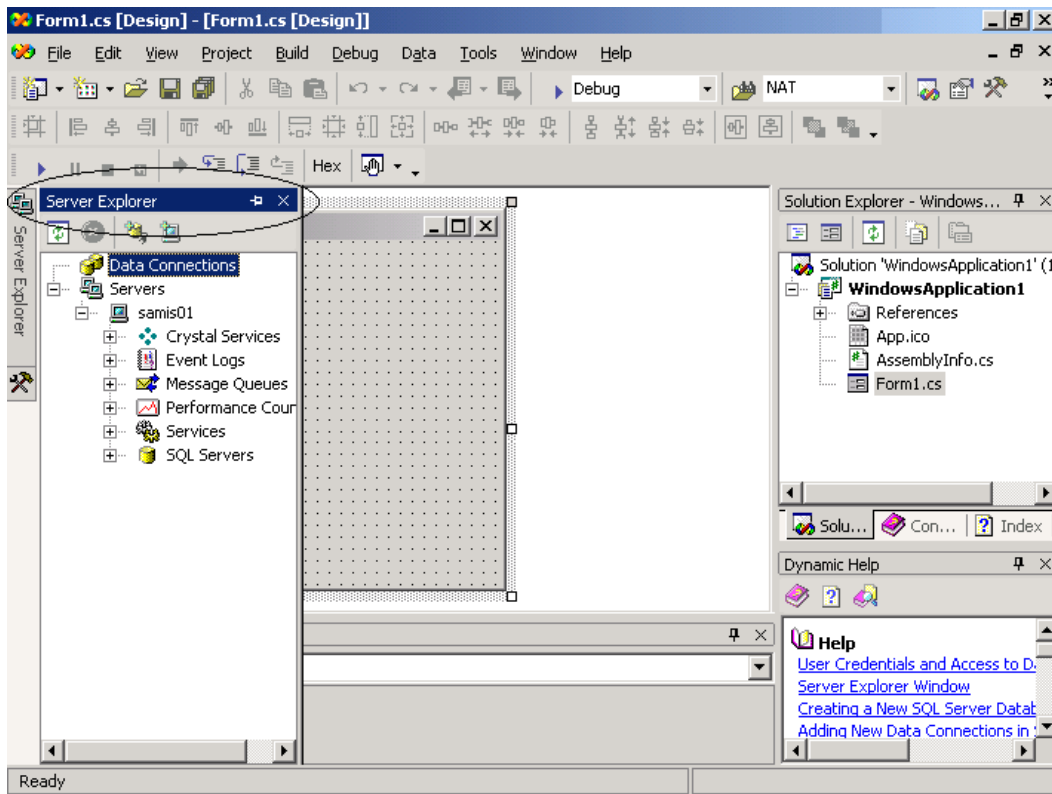 Form1.cs [Design] - [Form1.cs [Design]]
File Edit View Project Build Debug Data Tools Window Help
Debug NAT
Hex
Server Explorer
Server Explorer
Data Connections
Servers
samis01
Crystal Services
Event Logs
Message Queues
Performance Cour
Services
SQL Servers
Solution Explorer - Windows...
Solution 'WindowsApplication1' (1
WindowsApplication1
References
App.ico
AssemblyInfo.cs
Form1.cs
Solu... Con... Index
Dynamic Help
Help
User Credentials and Access to D
Server Explorer Window
Creating a New SQL Server Datab
Adding New Data Connections in
Ready